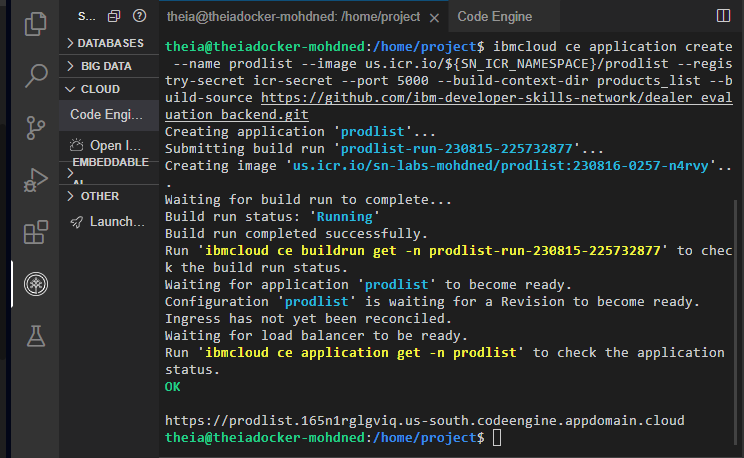 S...
DATABASES
BIG DATA
CLOUD
Code Engi...
Open I...
EMBEDDABLE
OTHER
Launch...
theia@theiadocker-mohdned: /home/project ×
Code Engine
theia@theiadocker-mohdned:/home/project$ ibmcloud ce application create
--name prodlist --image us.icr.io/${SN_ICR_NAMESPACE}/prodlist --regis
try-secret icr-secret --port 5000 --build-context-dir products_list --b
uild-source https://github.com/ibm-developer-skills-network/dealer_eval
uation_backend.git
Creating application 'prodlist'...
Submitting build run 'prodlist-run-230815-225732877'...
Creating image 'us.icr.io/sn-labs-mohdned/prodlist:230816-0257-n4rvy'..
.
Waiting for build run to complete...
Build run status: 'Running'
Build run completed successfully.
Run 'ibmcloud ce buildrun get -n prodlist-run-230815-225732877' to chec
k the build run status.
Waiting for application 'prodlist' to become ready.
Configuration 'prodlist' is waiting for a Revision to become ready.
Ingress has not yet been reconciled.
Waiting for load balancer to be ready.
Run 'ibmcloud ce application get -n prodlist' to check the application
status.
OK
https://prodlist.165n1rglgviq.us-south.codeengine.appdomain.cloud
theia@theiadocker-mohdned:/home/project$